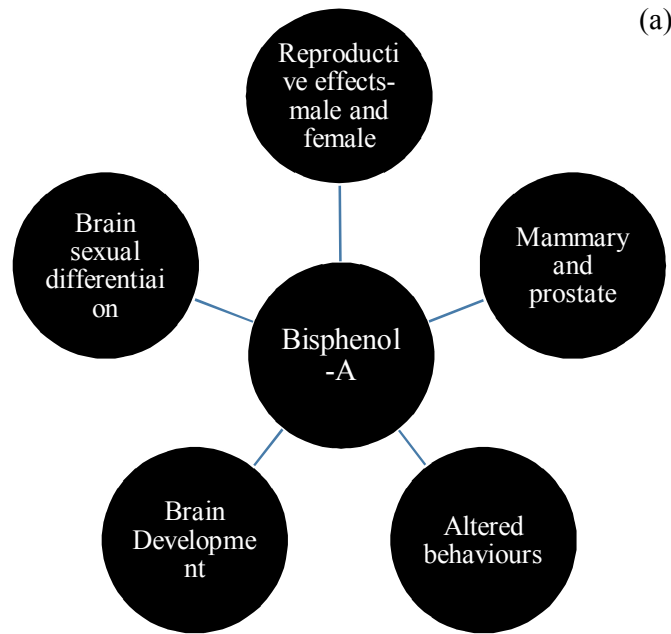 (a)
Reproducti
ve effects-
male and
female
Brain
sexual
differentiai
on
Mammary
and
prostate
Bisphenol
-A
Brain
Developme
nt
Altered
behaviours